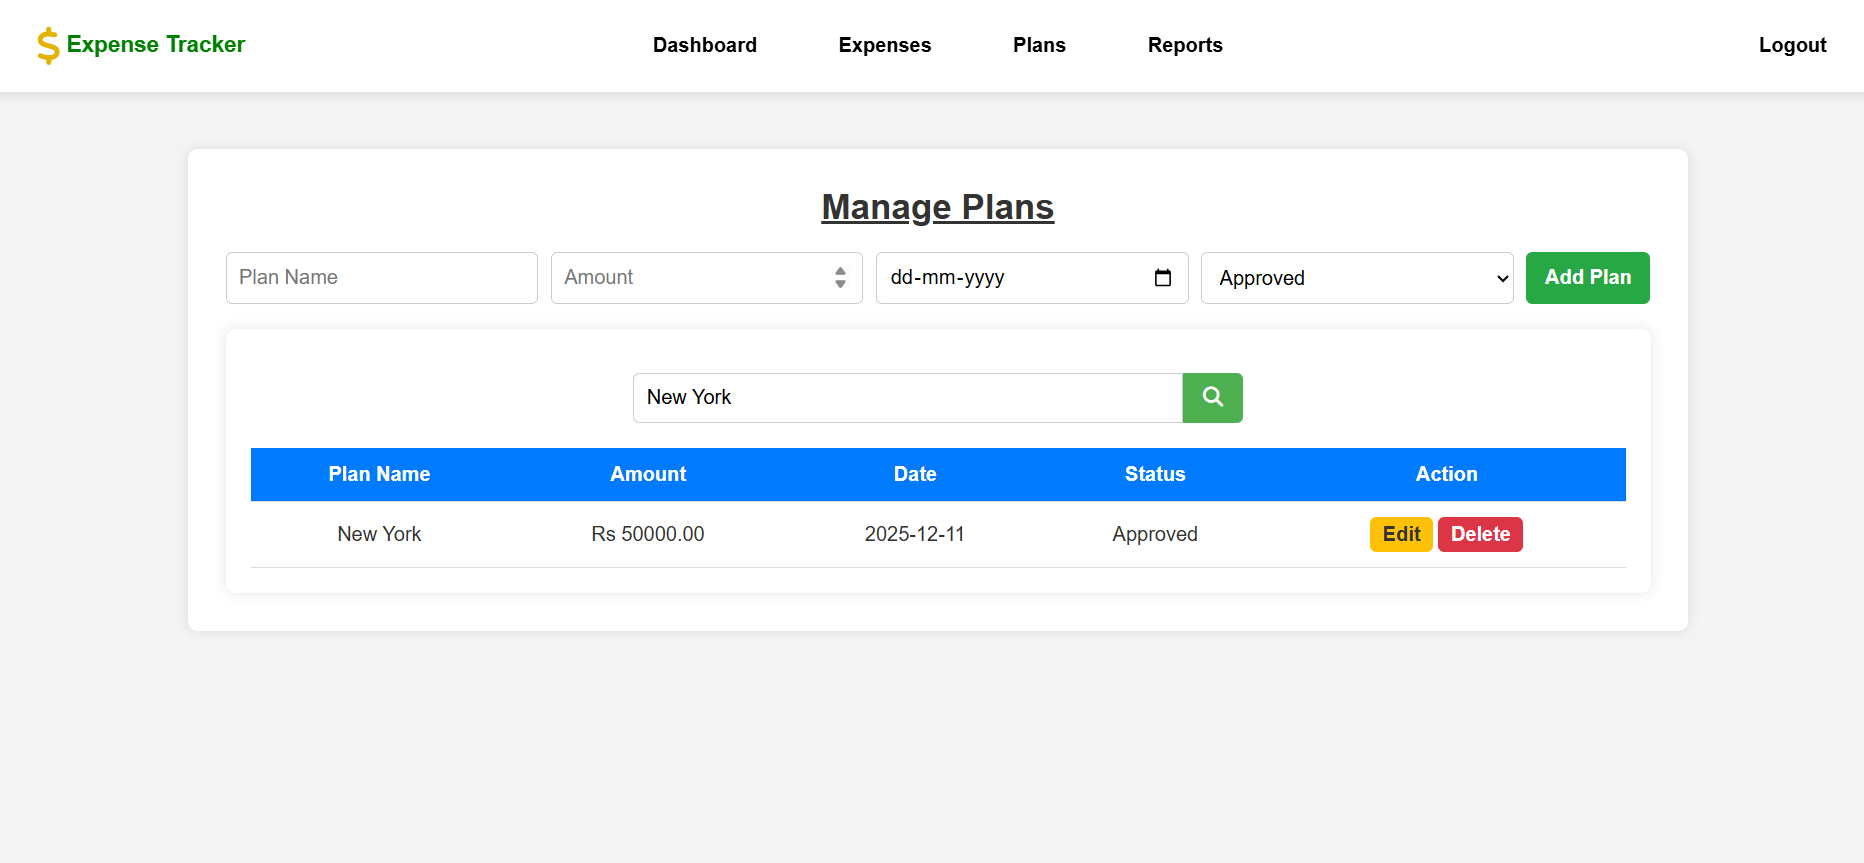 $ Expense Tracker Dashboard Expenses Plans Reports Logout
Manage Plans
Plan Name Amount dd-mm-yyyy Approved Add Plan
New York
Plan Name Amount Date Status Action
New York Rs 50000.00 2025-12-11 Approved Edit Delete